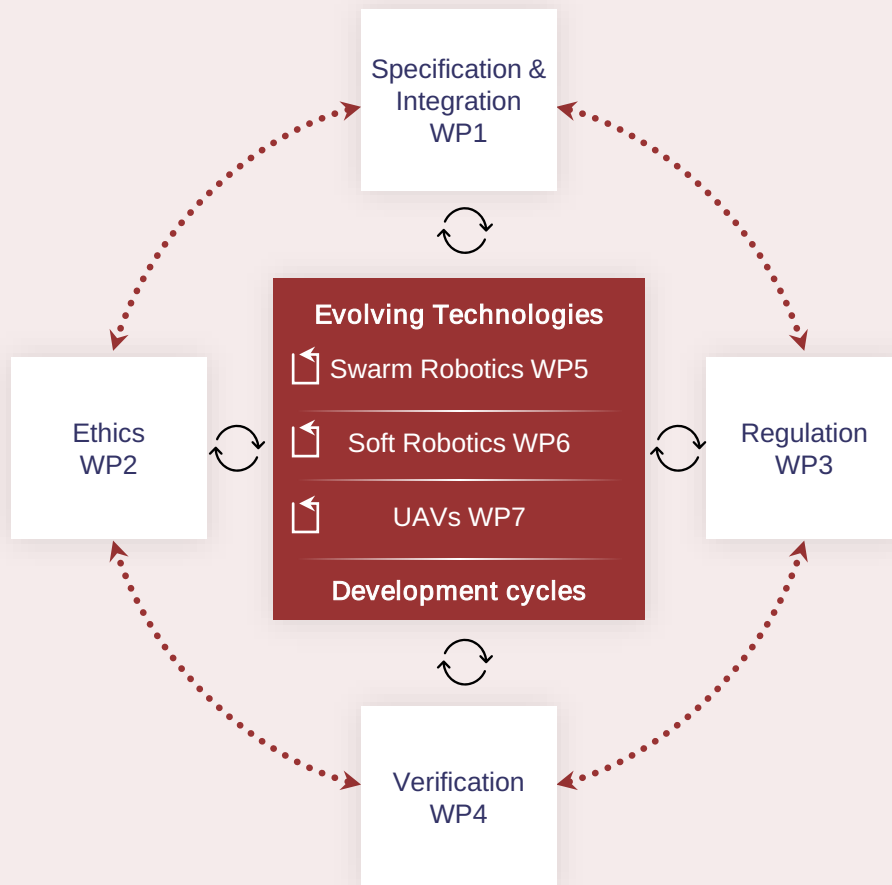 Specification &
Integration
WP1
Evolving Technologies
Swarm Robotics WP5
Ethics
WP2
Soft Robotics WP6
Regulation
WP3
UAVs WP7
Development cycles
Verification
WP4